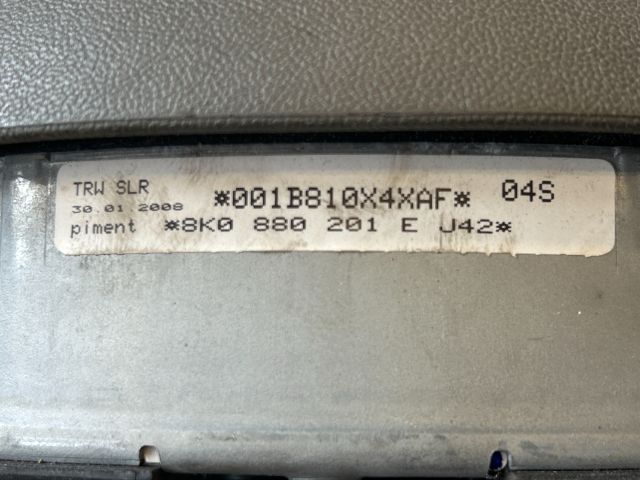 TRW SLR *001B810X4XAF* 04S
30.01 2008
piment *8K0 880 201 E J42*